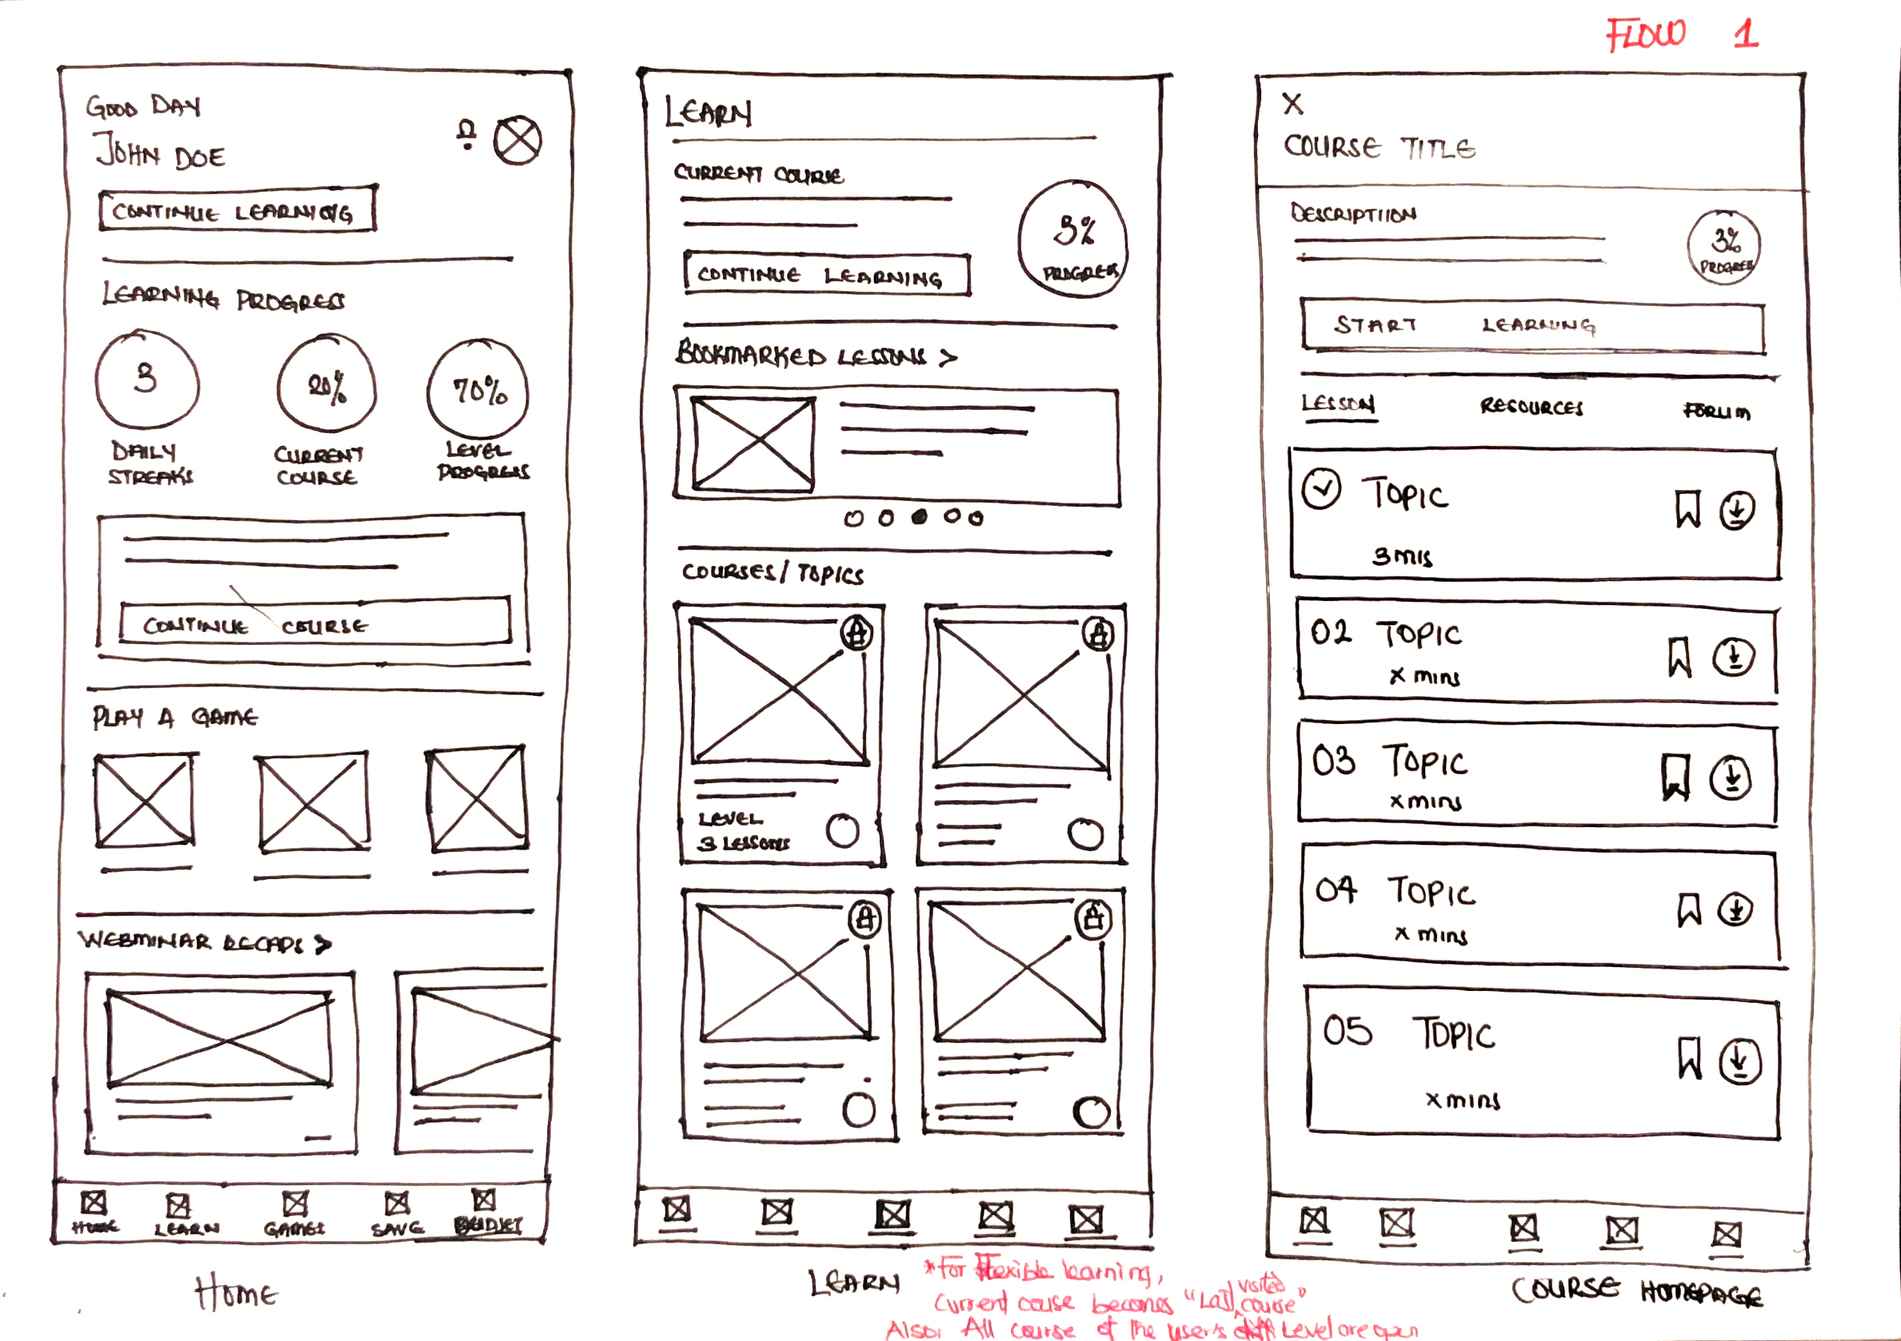 FLOW 1
GOOD DAY
JOHN DOE
CONTINUE LEARNING
LEARNING PROGRESS
3
20%
70%
DAILY STREAKS
CURRENT COURSE
LEVEL PROGRESS
CONTINUE COURSE
PLAY A GAME
WEBMINAR RECAPS >
HOME LEARN GAMES SAVE BUDGET
HOME
LEARN
CURRENT COURSE
3%
PROGRESS
CONTINUE LEARNING
BOOKMARKED LESSONS >
COURSES / TOPICS
LEVEL
3 LESSONS
LEARN
*For flexible learning,
Current course becomes "Last visited course"
Also, All course of the user's Level are open
X
COURSE TITLE
DESCRIPTIION
3%
PROGRESS
START LEARNING
LESSON RESOURCES FORUM
TOPIC
3 mis
02 TOPIC
x mins
03 TOPIC
x mins
04 TOPIC
x mins
05 TOPIC
x mins
COURSE HOMEPAGE